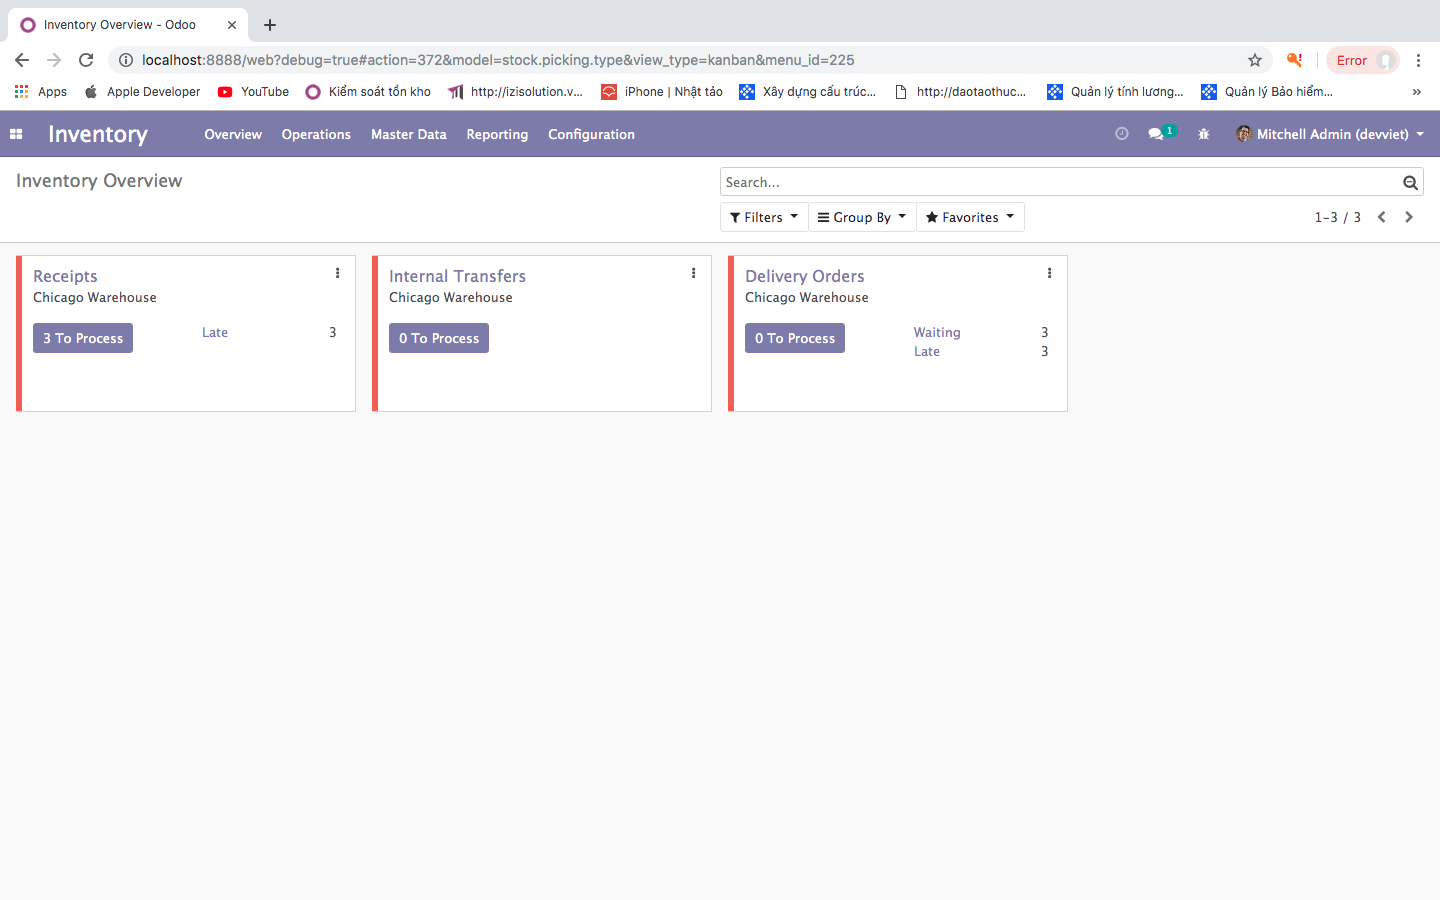 Inventory Overview - Odoo
localhost:8888/web?debug=true#action=372&model=stock.picking.type&view_type=kanban&menu_id=225
Error
Apps
Apple Developer
YouTube
Kiểm soát tồn kho
http://izisolution.v...
iPhone | Nhật tảo
Xây dựng cấu trúc...
http://daotaothuc...
Quản lý tính lương...
Quản lý Bảo hiểm...
»
Inventory
Overview
Operations
Master Data
Reporting
Configuration
1
Mitchell Admin (devviet)
Inventory Overview
Search...
Filters
Group By
Favorites
1-3 / 3
Receipts
Chicago Warehouse
3 To Process
Late 3
Internal Transfers
Chicago Warehouse
0 To Process
Delivery Orders
Chicago Warehouse
0 To Process
Waiting 3
Late 3